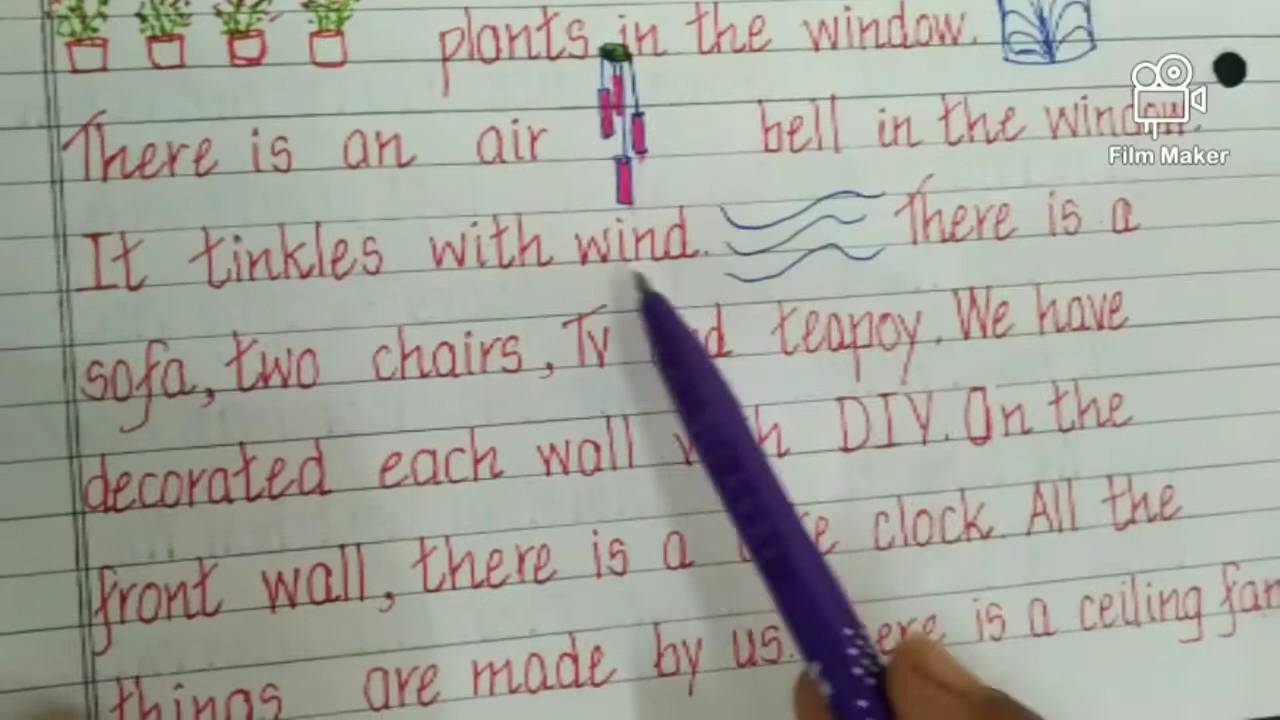 plants in the window.
There is an air bell in the window.
Film Maker
It tinkles with wind. There is a
sofa, two chairs, Tv teapoy. We have
decorated each wall DIY. On the
front wall, there is a clock. All the
things are made by us. is a ceiling fan